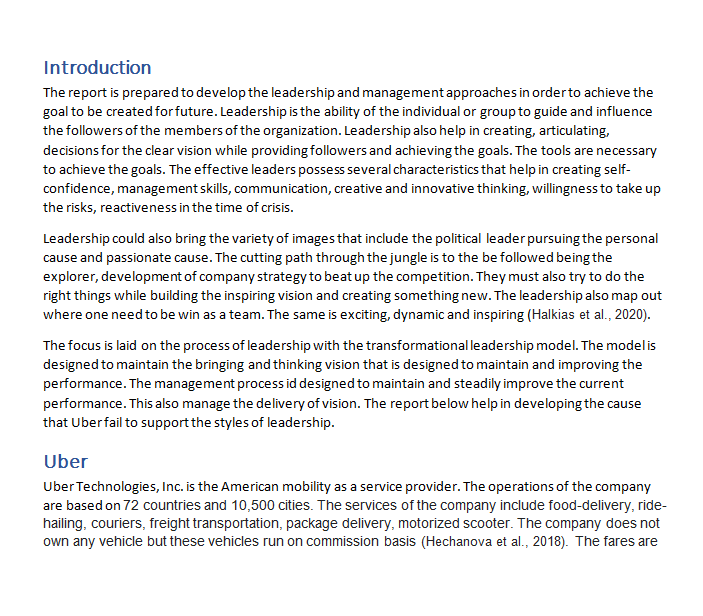 Introduction
The report is prepared to develop the leadership and management approaches in order to achieve the
goal to be created for future. Leadership is the ability of the individual or group to guide and influence
the followers of the members of the organization. Leadership also help in creating, articulating,
decisions for the clear vision while providing followers and achieving the goals. The tools are necessary
to achieve the goals. The effective leaders possess several characteristics that help in creating self-
confidence, management skills, communication, creative and innovative thinking, willingness to take up
the risks, reactiveness in the time of crisis.
Leadership could also bring the variety of images that include the political leader pursuing the personal
cause and passionate cause. The cutting path through the jungle is to the be followed being the
explorer, development of company strategy to beat up the competition. They must also try to do the
right things while building the inspiring vision and creating something new. The leadership also map out
where one need to be win as a team. The same is exciting, dynamic and inspiring (Halkias et al., 2020).
The focus is laid on the process of leadership with the transformational leadership model. The model is
designed to maintain the bringing and thinking vision that is designed to maintain and improving the
performance. The management process id designed to maintain and steadily improve the current
performance. This also manage the delivery of vision. The report below help in developing the cause
that Uber fail to support the styles of leadership.
Uber
Uber Technologies, Inc. is the American mobility as a service provider. The operations of the company
are based on 72 countries and 10,500 cities. The services of the company include food-delivery, ride-
hailing, couriers, freight transportation, package delivery, motorized scooter. The company does not
own any vehicle but these vehicles run on commission basis (Hechanova et al., 2018). The fares are